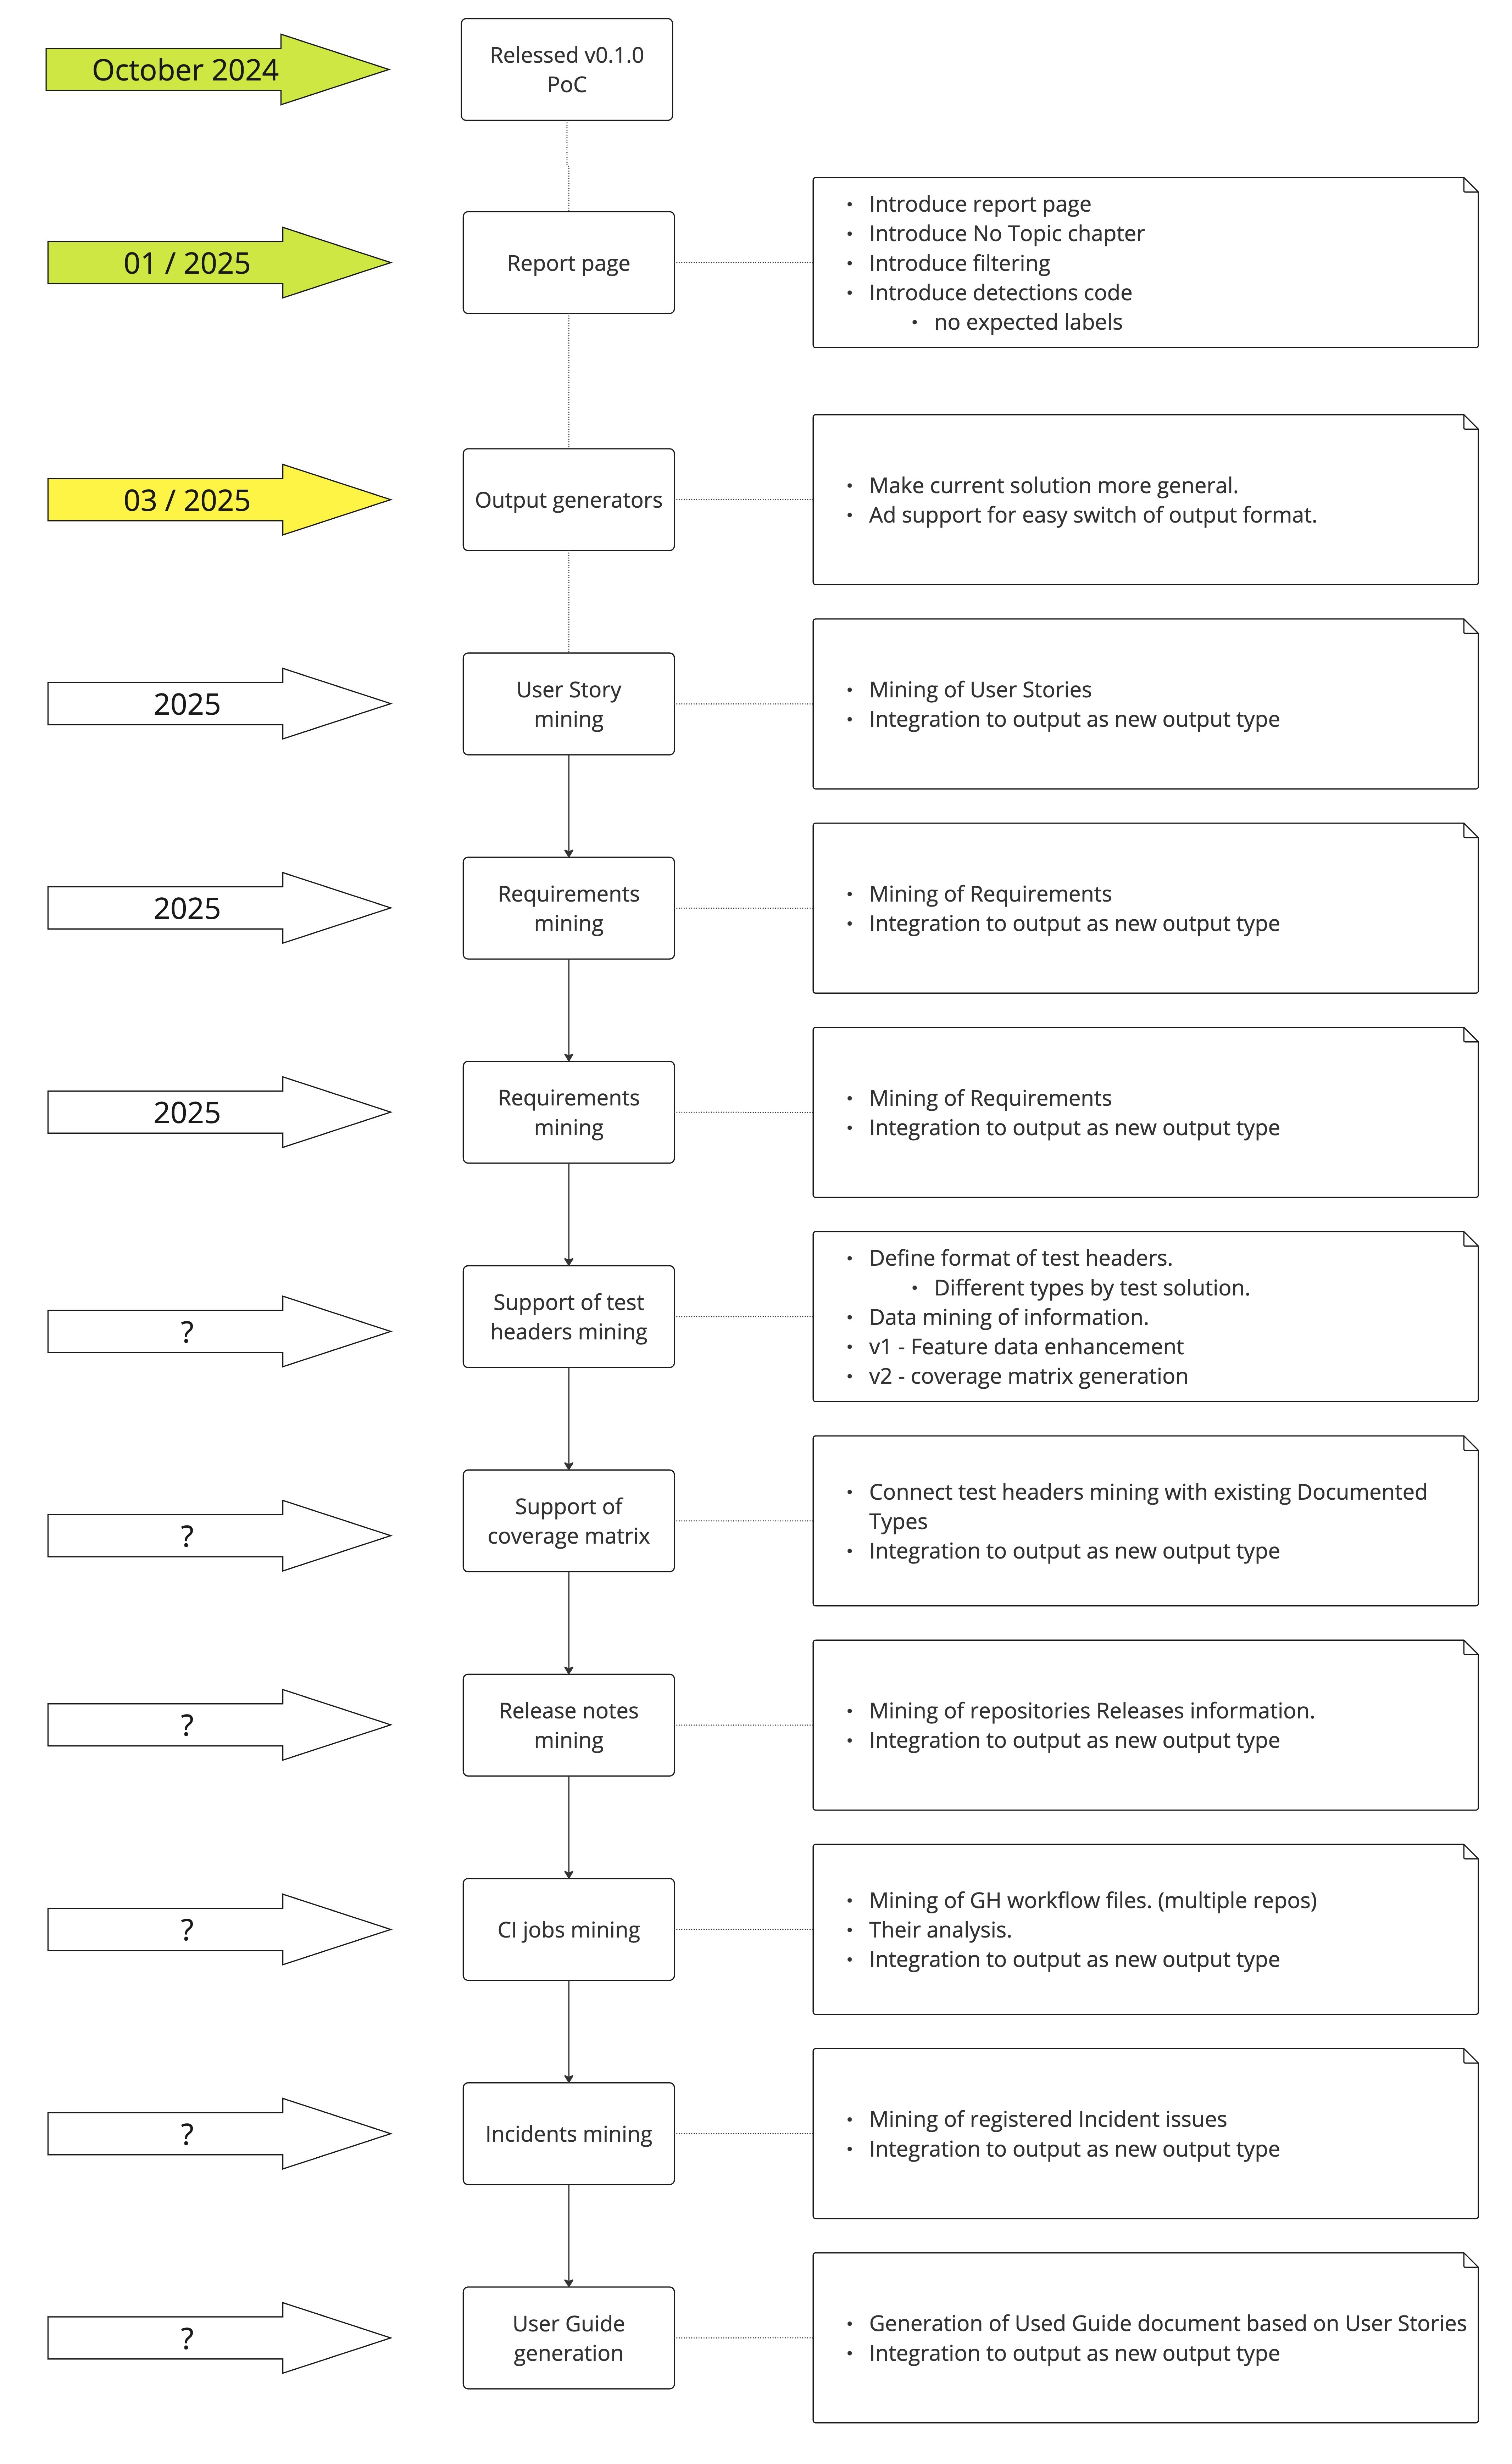 October 2024
Relessed v0.1.0
PoC
01 / 2025
Report page
• Introduce report page
• Introduce No Topic chapter
• Introduce filtering
• Introduce detections code
• no expected labels
03 / 2025
Output generators
• Make current solution more general.
• Ad support for easy switch of output format.
2025
User Story
mining
• Mining of User Stories
• Integration to output as new output type
2025
Requirements
mining
• Mining of Requirements
• Integration to output as new output type
2025
Requirements
mining
• Mining of Requirements
• Integration to output as new output type
?
Support of test
headers mining
• Define format of test headers.
• Different types by test solution.
• Data mining of information.
• v1 - Feature data enhancement
• v2 - coverage matrix generation
?
Support of
coverage matrix
• Connect test headers mining with existing Documented
Types
• Integration to output as new output type
?
Release notes
mining
• Mining of repositories Releases information.
• Integration to output as new output type
?
CI jobs mining
• Mining of GH workflow files. (multiple repos)
• Their analysis.
• Integration to output as new output type
?
Incidents mining
• Mining of registered Incident issues
• Integration to output as new output type
?
User Guide
generation
• Generation of Used Guide document based on User Stories
• Integration to output as new output type